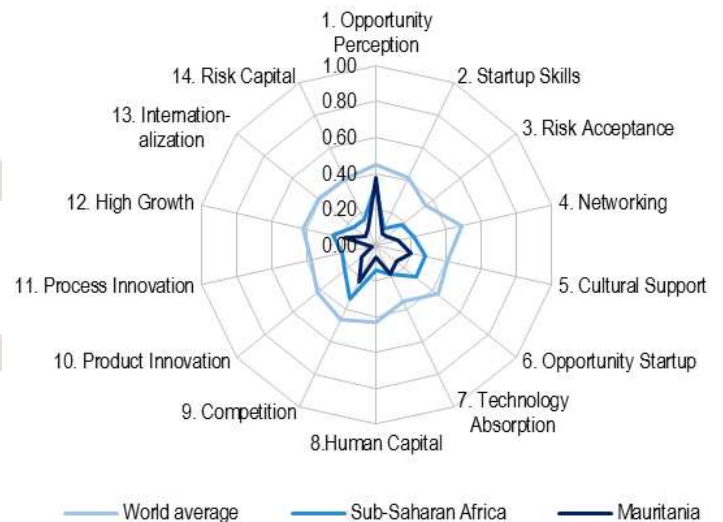 1. Opportunity
Perception
1.00
14. Risk Capital
2. Startup Skills
0.80
13. Internation-
alization
0.60
3. Risk Acceptance
0.40
12. High Growth
4. Networking
0.20
0.00
11. Process Innovation
5. Cultural Support
10. Product Innovation
6. Opportunity Startup
9. Competition
7. Technology
Absorption
8.Human Capital
World average
Sub-Saharan Africa
Mauritania